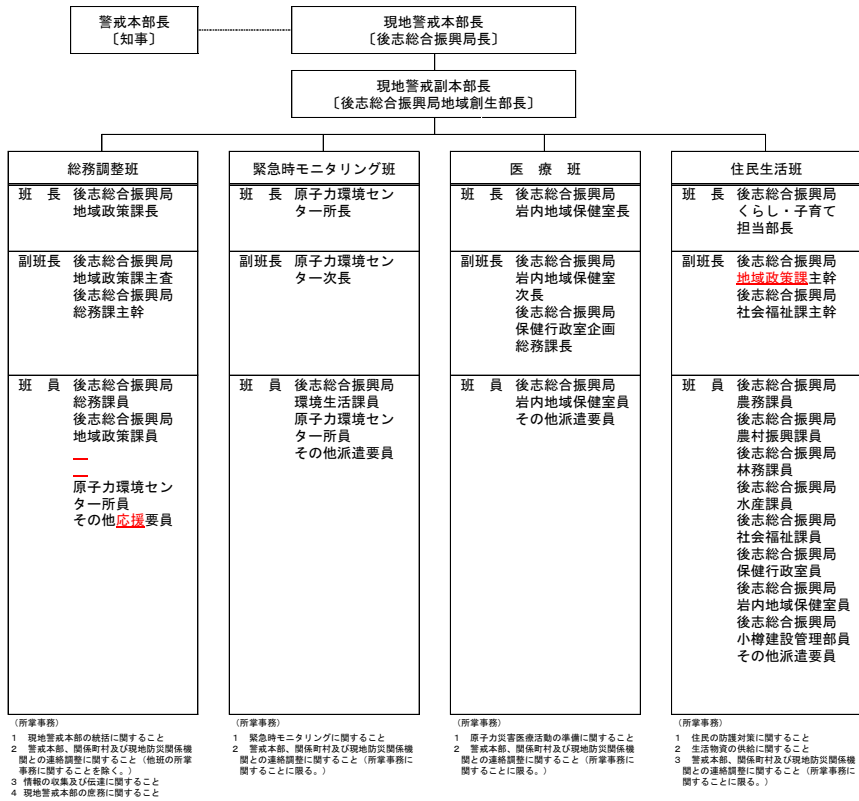 警戒本部長
〔知事〕
現地警戒本部長
〔後志総合振興局長〕
現地警戒副本部長
〔後志総合振興局地域創生部長〕
総務調整班
班　長　後志総合振興局
地域政策課長
副班長　後志総合振興局
地域政策課主査
後志総合振興局
総務課主幹
班　員　後志総合振興局
総務課員
後志総合振興局
地域政策課員
原子力環境セン
ター所員
その他応援要員
（所掌事務）
1　現地警戒本部の統括に関すること
2　警戒本部、関係町村及び現地防災関係機
関との連絡調整に関すること（他班の所掌
事務に関することを除く。）
3　情報の収集及び伝達に関すること
4　現地警戒本部の庶務に関すること
緊急時モニタリング班
班　長　原子力環境セン
ター所長
副班長　原子力環境セン
ター次長
班　員　後志総合振興局
環境生活課員
原子力環境セン
ター所員
その他派遣要員
（所掌事務）
1　緊急時モニタリングに関すること
2　警戒本部、関係町村及び現地防災関係機
関との連絡調整に関すること（所掌事務に
関することに限る。）
医　療　班
班　長　後志総合振興局
岩内地域保健室長
副班長　後志総合振興局
岩内地域保健室
次長
後志総合振興局
保健行政室企画
総務課長
班　員　後志総合振興局
岩内地域保健室員
その他派遣要員
（所掌事務）
1　原子力災害医療活動の準備に関すること
2　警戒本部、関係町村及び現地防災関係機
関との連絡調整に関すること（所掌事務に
関することに限る。）
住民生活班
班　長　後志総合振興局
くらし・子育て
担当部長
副班長　後志総合振興局
地域政策課主幹
後志総合振興局
社会福祉課主幹
班　員　後志総合振興局
農務課員
後志総合振興局
農村振興課員
後志総合振興局
林務課員
後志総合振興局
水産課員
後志総合振興局
社会福祉課員
後志総合振興局
保健行政室員
後志総合振興局
岩内地域保健室員
後志総合振興局
小樽建設管理部員
その他派遣要員
（所掌事務）
1　住民の防護対策に関すること
2　生活物資の供給に関すること
3　警戒本部、関係町村及び現地防災関係機
関との連絡調整に関すること（所掌事務に
関することに限る。）